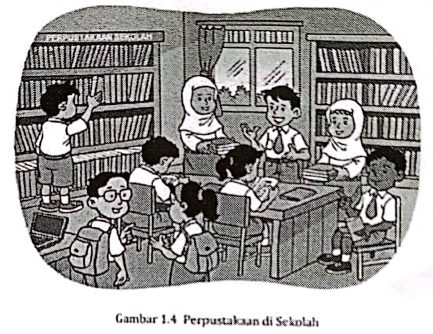 PERPUSTAKAAN SEKOLAH
Gambar 1.4 Perpustakaan di Sekolah